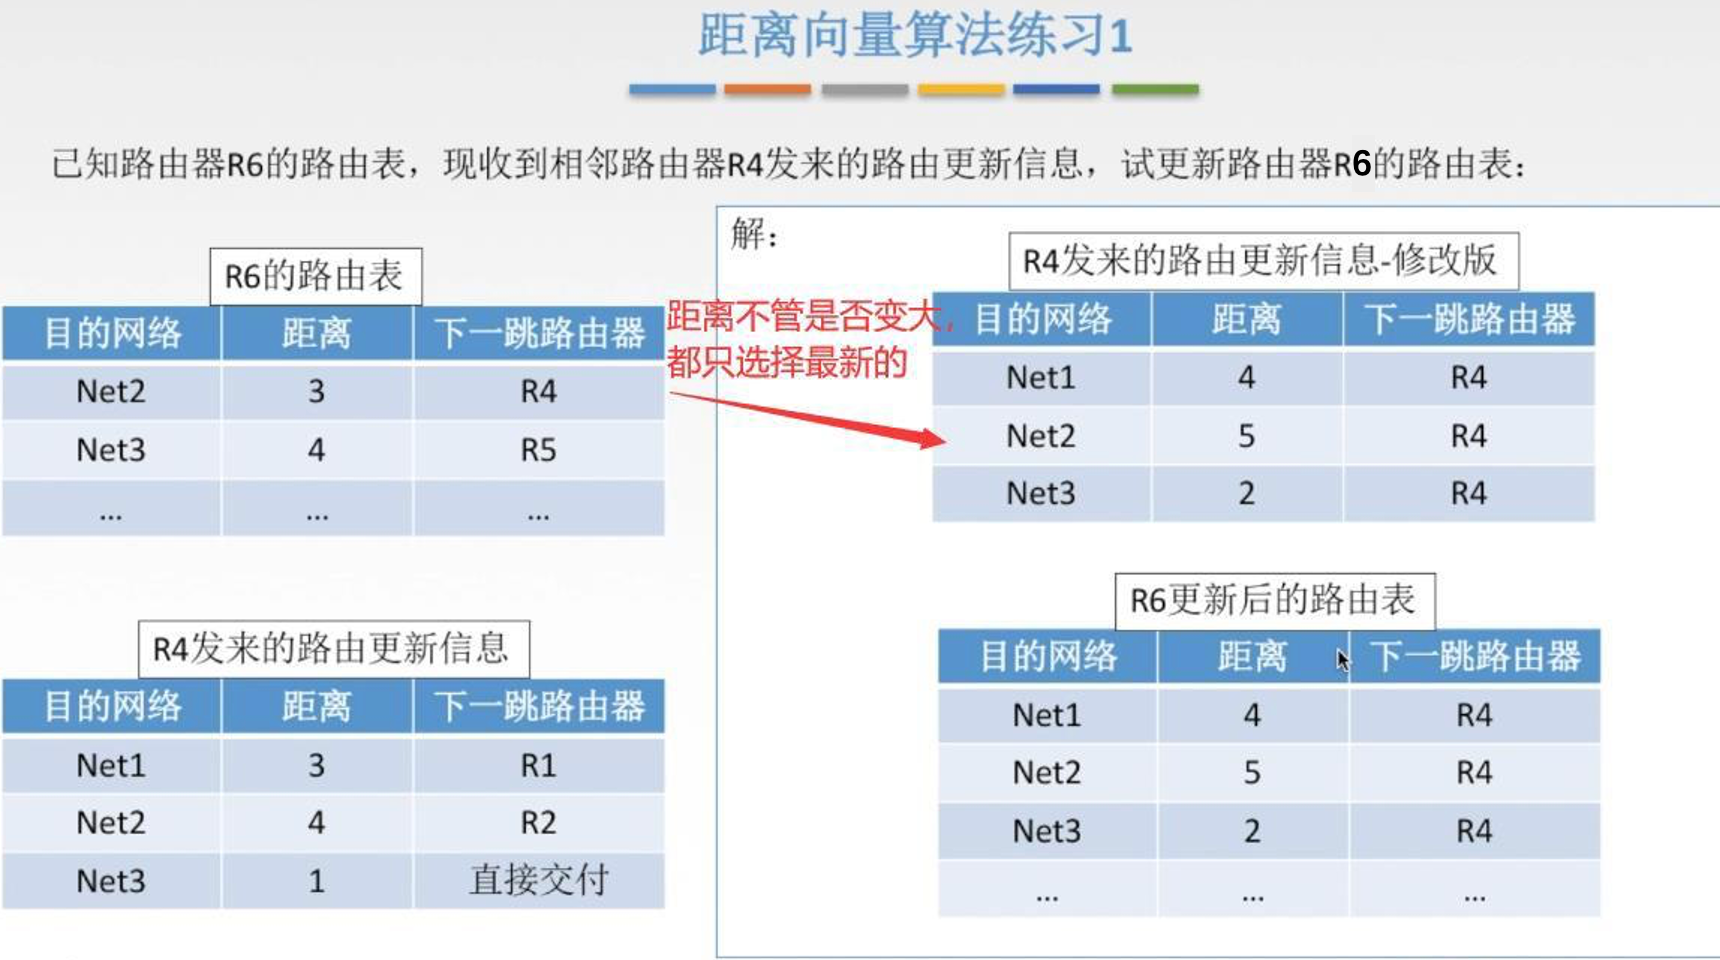 距离向量算法练习1
已知路由器R6的路由表，现收到相邻路由器R4发来的路由更新信息，试更新路由器R6的路由表：
R6的路由表
目的网络 距离 下一跳路由器
Net2 3 R4
Net3 4 R5
... ... ...
R4发来的路由更新信息
目的网络 距离 下一跳路由器
Net1 3 R1
Net2 4 R2
Net3 1 直接交付
解：
距离不管是否变大，
都只选择最新的
R4发来的路由更新信息-修改版
目的网络 距离 下一跳路由器
Net1 4 R4
Net2 5 R4
Net3 2 R4
R6更新后的路由表
目的网络 距离 下一跳路由器
Net1 4 R4
Net2 5 R4
Net3 2 R4
... ... ...